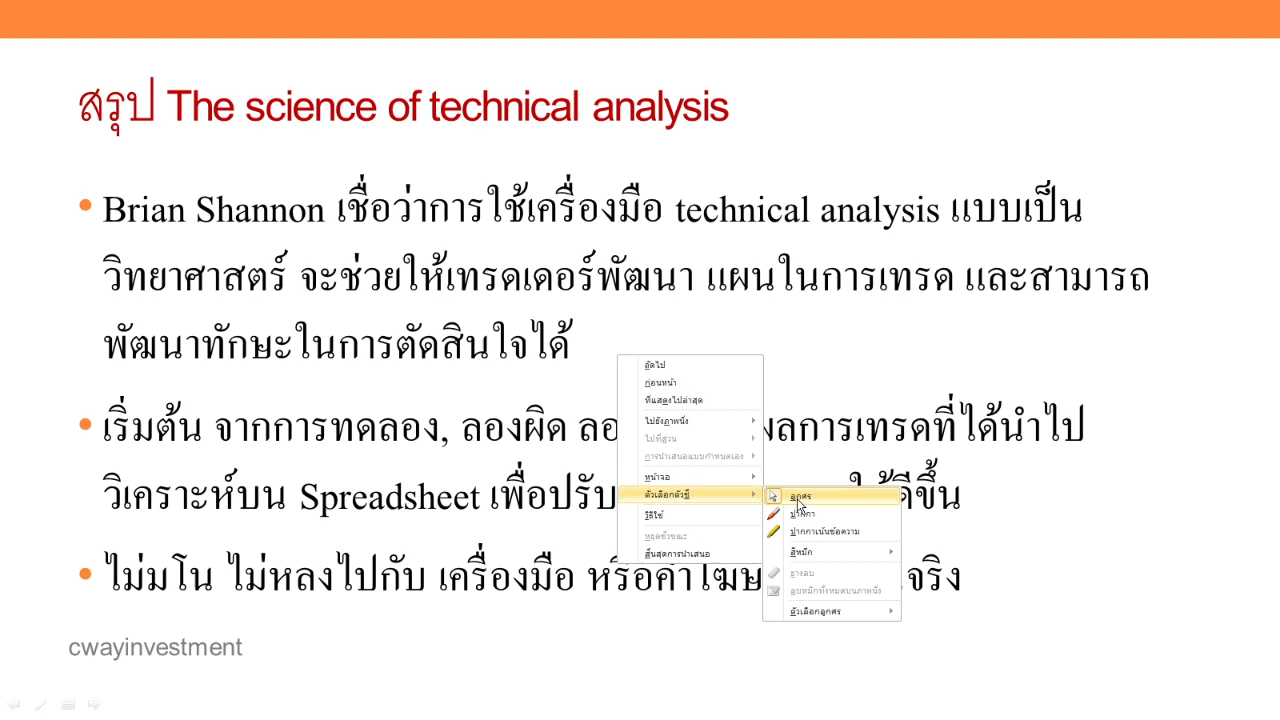 สรุป The science of technical analysis
• Brian Shannon เชื่อว่าการใช้เครื่องมือ technical analysis แบบเป็น
วิทยาศาสตร์ จะช่วยให้เทรดเดอร์พัฒนา แผนในการเทรด และสามารถ
พัฒนาทักษะในการตัดสินใจได้
• เริ่มต้น จากการทดลอง, ลองผิด ลอ ผลการเทรดที่ได้นำไป
วิเคราะห์บน Spreadsheet เพื่อปรับ ให้ดีขึ้น
• ไม่มโน ไม่หลงไปกับ เครื่องมือ หรือคำโฆษ จริง
cwayinvestment
ถัดไป
ก่อนหน้า
ที่แสดงไปล่าสุด
ไปยังภาพนิ่ง
ไปที่ส่วน
การนำเสนอแบบกำหนดเอง
หน้าจอ
ตัวเลือกตัวชี้
วิธีใช้
หยุดชั่วขณะ
สิ้นสุดการนำเสนอ
ลูกศร
ปากกา
ปากกาเน้นข้อความ
สีหมึก
ยางลบ
ลบหมึกทั้งหมดบนภาพนิ่ง
ตัวเลือกลูกศร